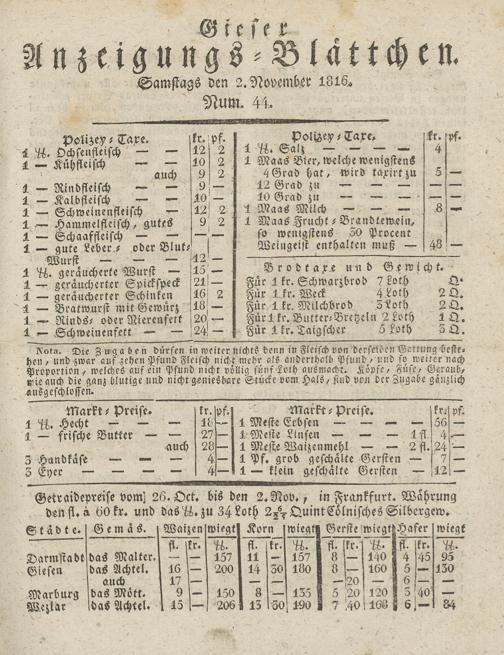 Gieser
Anzeigungs-Blättchen.
Samstags den 2. November 1816.
Num. 44.
Polizey-Taxe. kr. pf.
1 ℔. Ochsenfleisch — — 12 2
1 — Kühfleisch — — 10 2
auch 9 2
1 — Rindfleisch — — 9 —
1 — Kalbfleisch — — 10 —
1 — Schweinenfleisch — — 12 2
1 — Hammelfleisch, gutes 9 2
1 — Schaaffleisch — — — —
1 — gute Leber- oder Blut-
Wurst — — 12 —
1 ℔. geräucherte Wurst — 15 —
1 — geräucherter Spickspeck 21 —
1 — geräucherter Schinken 16 2
1 — Bratwurst mit Gewürz 18 —
1 — Rinds- oder Nierenfett 20 —
1 — Schweinenfett — — 24 —
Polizey-Taxe. kr. pf.
1 ℔. Salz — — — — 4
1 Maas Bier, welche wenigstens
4 Grad hat, wird taxirt zu 5 —
12 Grad zu — — — —
10 Grad zu — — — —
1 Maas Milch — — — 8 —
1 Maas Frucht-Brandtewein,
so wenigstens 30 Procent
Weingeist enthalten muß — 48 —
Brodtaxe und Gewicht.
Für 1 kr. Schwarzbrod 7 Loth Q.
Für 1 kr. Weck 4 Loth 2 Q.
Für 1 kr. Milchbrod 3 Loth 2 Q.
Für 1 kr. Butter-Bretzeln 2 Loth 1 Q.
Für 1 kr. Taigscher 5 Loth 3 Q.
Nota. Die Zugaben dürfen in weiter nichts denn in Fleisch von derselben Gattung beste-
hen, und zwar auf zehen Pfund Fleisch nicht mehr als anderthalb Pfund, und so weiter nach
Proportion, welches auf ein Pfund nicht völlig fünf Loth ausmacht. Köpfe, Füse, Geraub,
wie auch die ganz blutige und nicht geniesbare Stücke vom Hals, sind von der Zugabe gänzlich
ausgeschlossen.
Markt-Preise. kr. pf.
1 ℔. Hecht — — 18 —
1 — frische Butter — — 27 —
auch 28 —
3 Handkäse — — — 4 —
3 Eyer — — — — 4 —
Markt-Preise. kr. pf.
1 Meste Erbsen — — — 56 —
1 Meste Linsen — — 1 fl. 4 —
1 Meste Waizenmehl — 2 fl. 24 —
1 Pf. grob geschälte Gersten — 7 —
1 — klein geschälte Gersten — 12 —
Getraidepreise vom 26. Oct. bis den 2. Nov., in Frankfurt. Währung
den fl. à 60 kr. und das ℔. zu 34 Loth Quint Cölnisches Silbergew.
Städte. Gemäs. Waizen wiegt Korn wiegt Gerste wiegt Hafer wiegt
fl. kr. ℔. fl. kr. ℔. fl. kr. ℔. fl. kr. ℔.
Darmstadt das Malter. — — 157 11 — 157 8 — 140 4 45 95
Giesen das Achtel. 16 — 200 14 30 180 8 — 160 5 — 130
auch 17 — — — — — — 20 — 6 — —
Marburg das Mött. 9 — 150 8 — 135 5 20 120 3 40 —
Wezlar das Achtel. 15 — 206 13 30 190 7 40 168 6 — 84